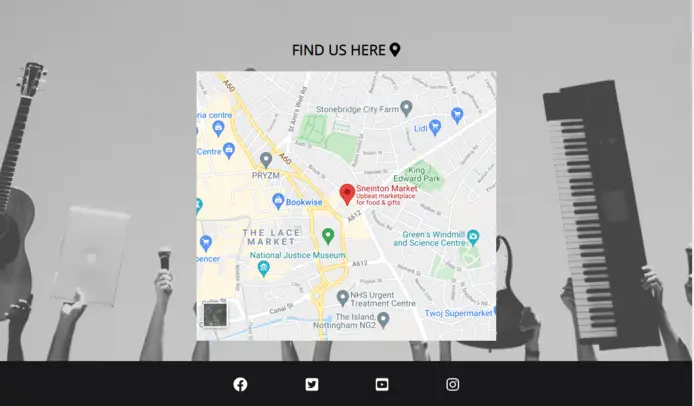 FIND US HERE
A60
St Ann's Well Rd
Stonebridge City Farm
ria centre
Lidl
Centre
A60
PRYZM
King
Edward Park
Sneinton Market
Upbeat marketplace
for food & gifts
Bookwise
A612
THE LACE
MARKET
Green's Windmill
and Science Centre
pencer
National Justice Museum
A612
NHS Urgent
Treatment Centre
Canal St
The Island,
Nottingham NG2
Twoj Supermarket